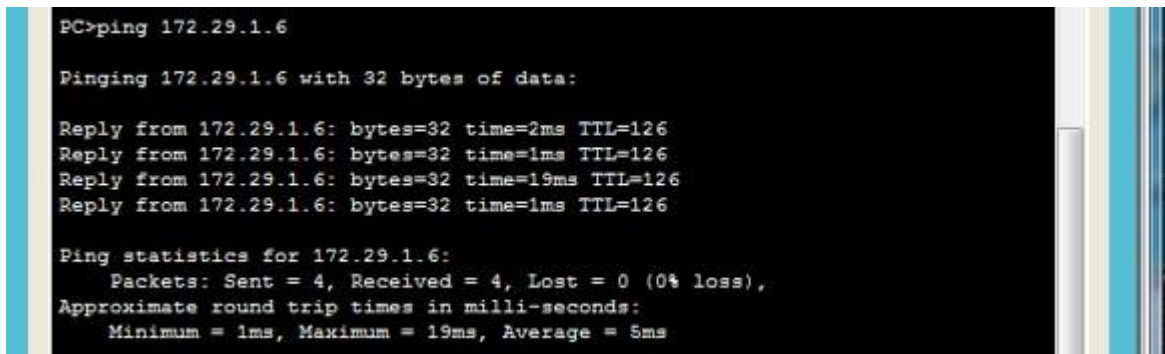 PC>ping 172.29.1.6
Pinging 172.29.1.6 with 32 bytes of data:
Reply from 172.29.1.6: bytes=32 time=2ms TTL=126
Reply from 172.29.1.6: bytes=32 time=1ms TTL=126
Reply from 172.29.1.6: bytes=32 time=19ms TTL=126
Reply from 172.29.1.6: bytes=32 time=1ms TTL=126
Ping statistics for 172.29.1.6:
Packets: Sent = 4, Received = 4, Lost = 0 (0% loss),
Approximate round trip times in milli-seconds:
Minimum = 1ms, Maximum = 19ms, Average = 5ms